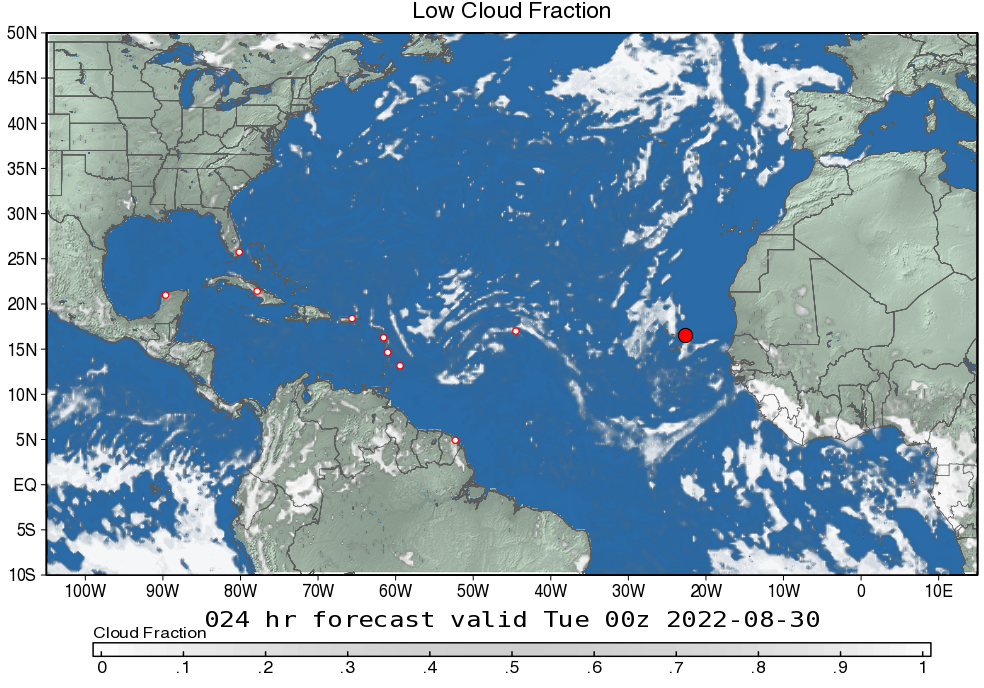 Low Cloud Fraction
50N
45N
40N
35N
30N
25N
20N
15N
10N
5N
EQ
5S
10S
100W 90W 80W 70W 60W 50W 40W 30W 20W 10W 0 10E
024 hr forecast valid Tue 00z 2022-08-30
Cloud Fraction
0 .1 .2 .3 .4 .5 .6 .7 .8 .9 1